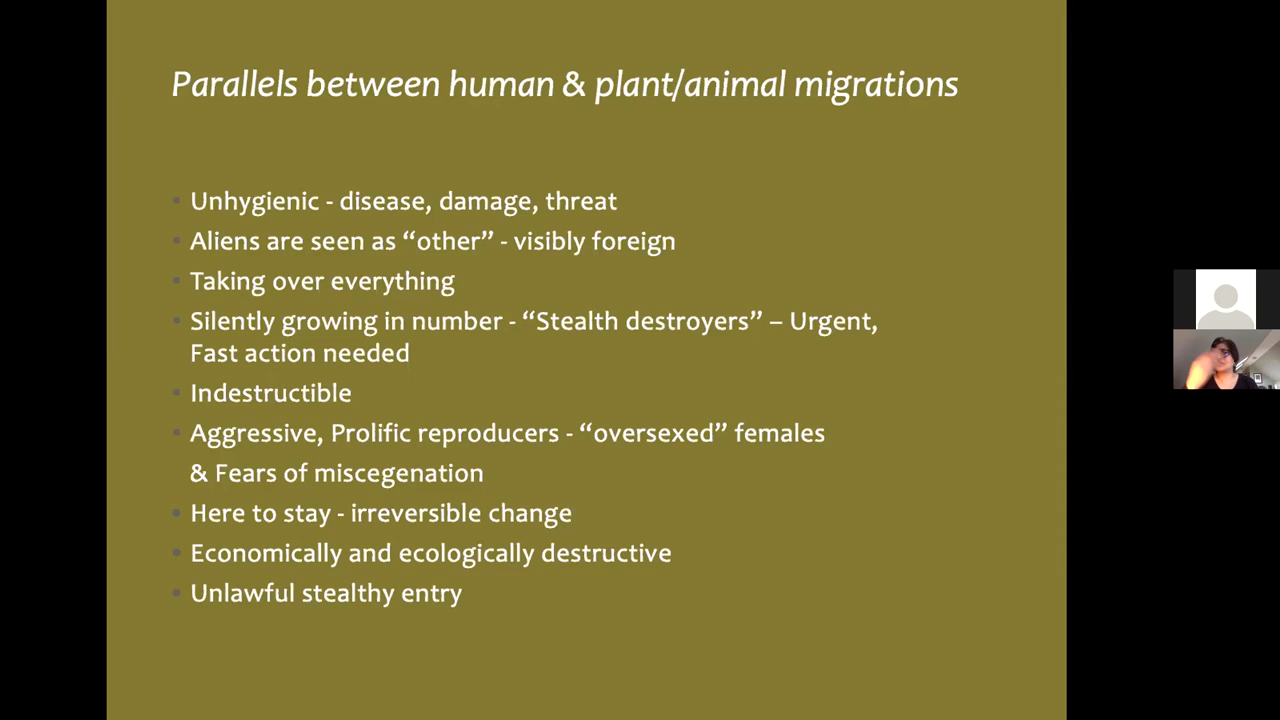 Parallels between human & plant/animal migrations
• Unhygienic - disease, damage, threat
• Aliens are seen as “other” - visibly foreign
• Taking over everything
• Silently growing in number - “Stealth destroyers” – Urgent,
Fast action needed
• Indestructible
• Aggressive, Prolific reproducers - “oversexed” females
& Fears of miscegenation
• Here to stay - irreversible change
• Economically and ecologically destructive
• Unlawful stealthy entry